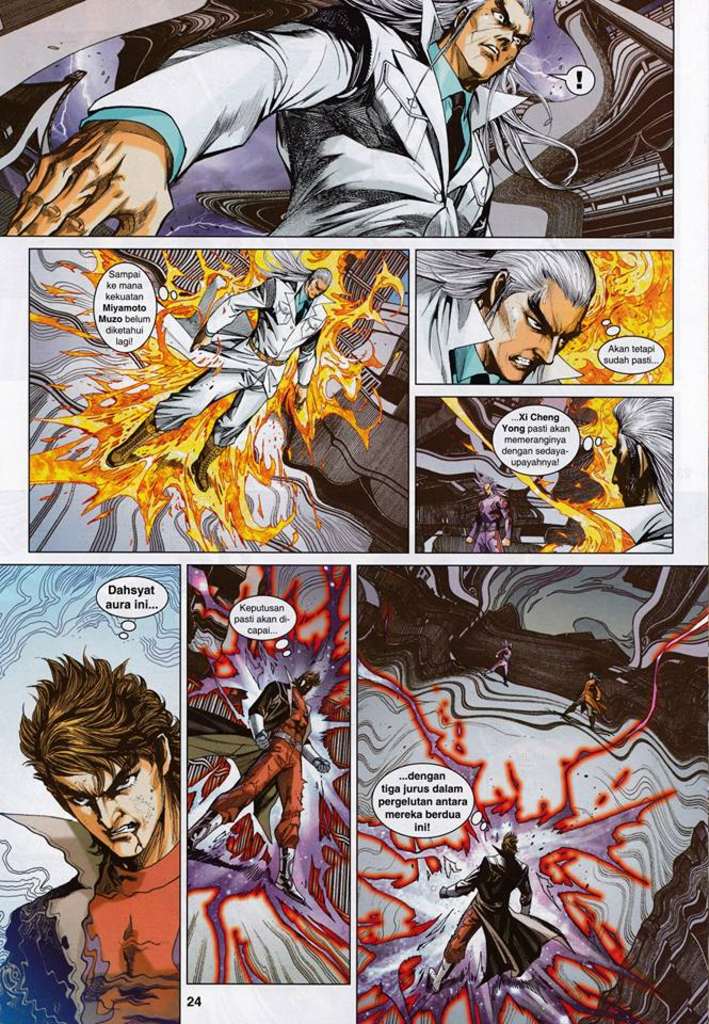 !
Sampai
ke mana
kekuatan
Miyamoto
Muzo belum
diketahui
lagi!
Akan tetapi
sudah pasti...
...Xi Cheng
Yong pasti akan
memeranginya
dengan sedaya-
upayahnya!
Dahsyat
aura ini...
Keputusan
pasti akan di-
capai...
...dengan
tiga jurus dalam
pergelutan antara
mereka berdua
ini!
24